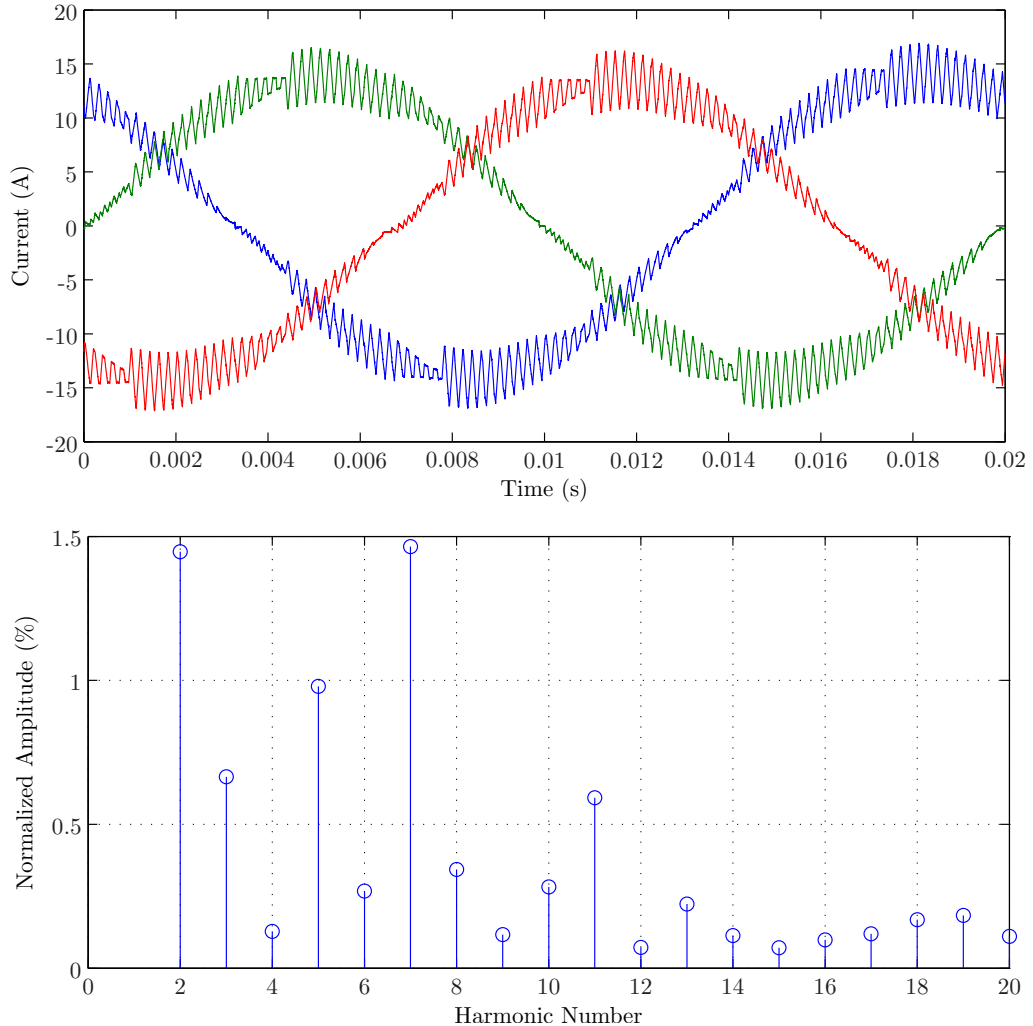 20
15
10
5
0
-5
-10
-15
-20
Current (A)
0 0.002 0.004 0.006 0.008 0.01 0.012 0.014 0.016 0.018 0.02
Time (s)
1.5
1
0.5
0
Normalized Amplitude (%)
0 2 4 6 8 10 12 14 16 18 20
Harmonic Number